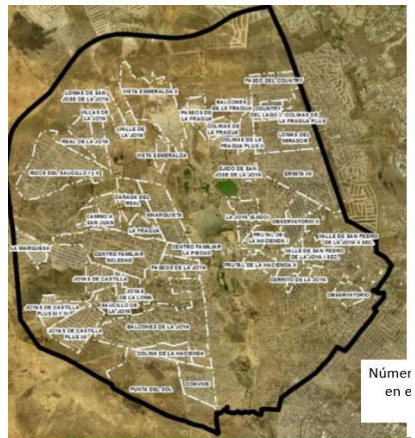 PASEO DEL COUNTRY
VISTA ESMERALDA II
LOMAS DE SAN
JOSE DE LA JOYA
BALCONES
DE LA FRAGUA
COUNTRY
DEL LAGO I
COLINAS DE
LA FRAGUA PLUS
PASEOS DE
LA FRAGUA
VILLAS DE
LA JOYA
COLINAS DE
LA FRAGUA
VALLE DE
LA JOYA
REAL DE LA JOYA
COLINAS DE LA
FRAGUA PLUS II
LOMAS DEL
MIRADOR
VISTA ESMERALDA
RIZOS DEL SAUCILLO I y II
EJIDO DE SAN
JOSE DE LA JOYA
ERMITA VII
CAÑADA DEL
REAL
CAMINO A
SAN JUAN
SINARQUISTA
LA JOYA (EJIDO)
OBSERVATORIO II
LA FRAGUA
FRUTAL DE
LA HACIENDA I
VALLE DE SAN PEDRO
DE LA JOYA II SEC
LA MARQUESA
CENTRO FAMILIAR
LA PIEDAD
CENTRO FAMILIAR
SOLEDAD
VALLE DE SAN PEDRO
DE LA JOYA I SEC
PASEOS DE LA JOYA
FRUTAL DE LA HACIENDA II
JOYAS DE CASTILLA
CERRITO DE LA JOYA
JOYAS
DE LA LOMA
OBSERVATORIO
JOYAS DE CASTILLA
PLUS III Y IV
SAUCILLO DE
LA JOYA
JOYAS DE CASTILLA
BALCONES DE LA JOYA
COLINA DE LA HACIENDA
PUNTA DEL SOL
CONVIVE
Númer
en e